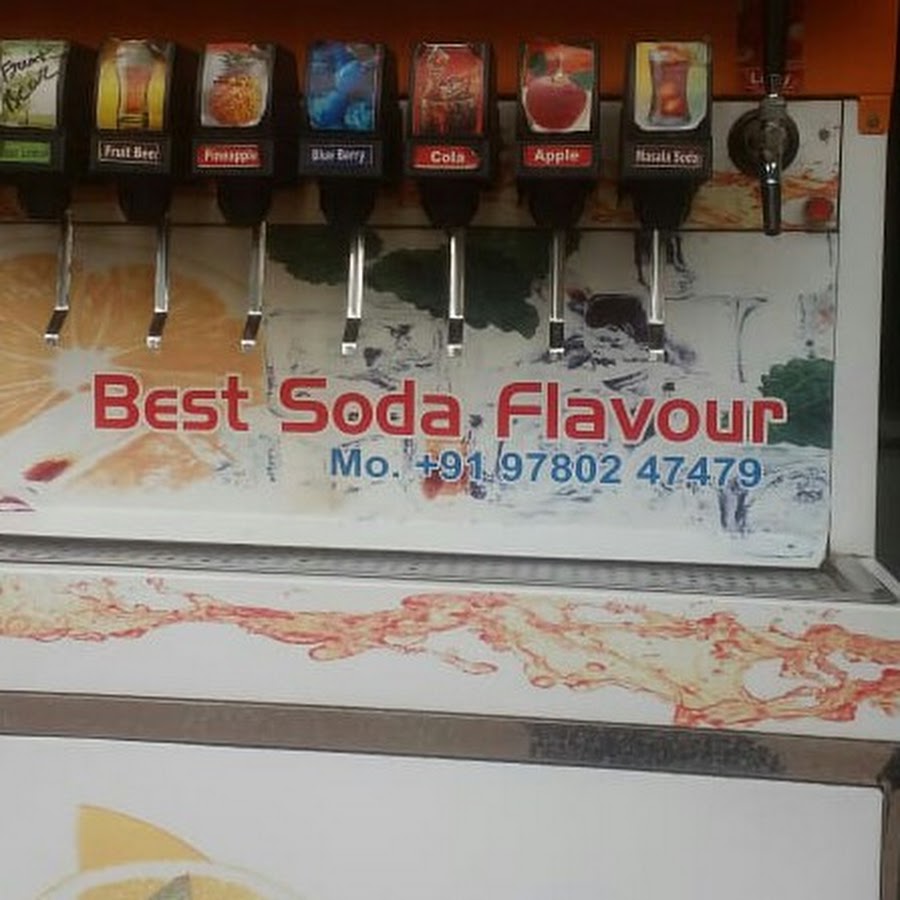 Fruit Beer
Pineapple
Blue Berry
Cola
Apple
Masala Soda
Best Soda Flavour
Mo. +91 97802 47479